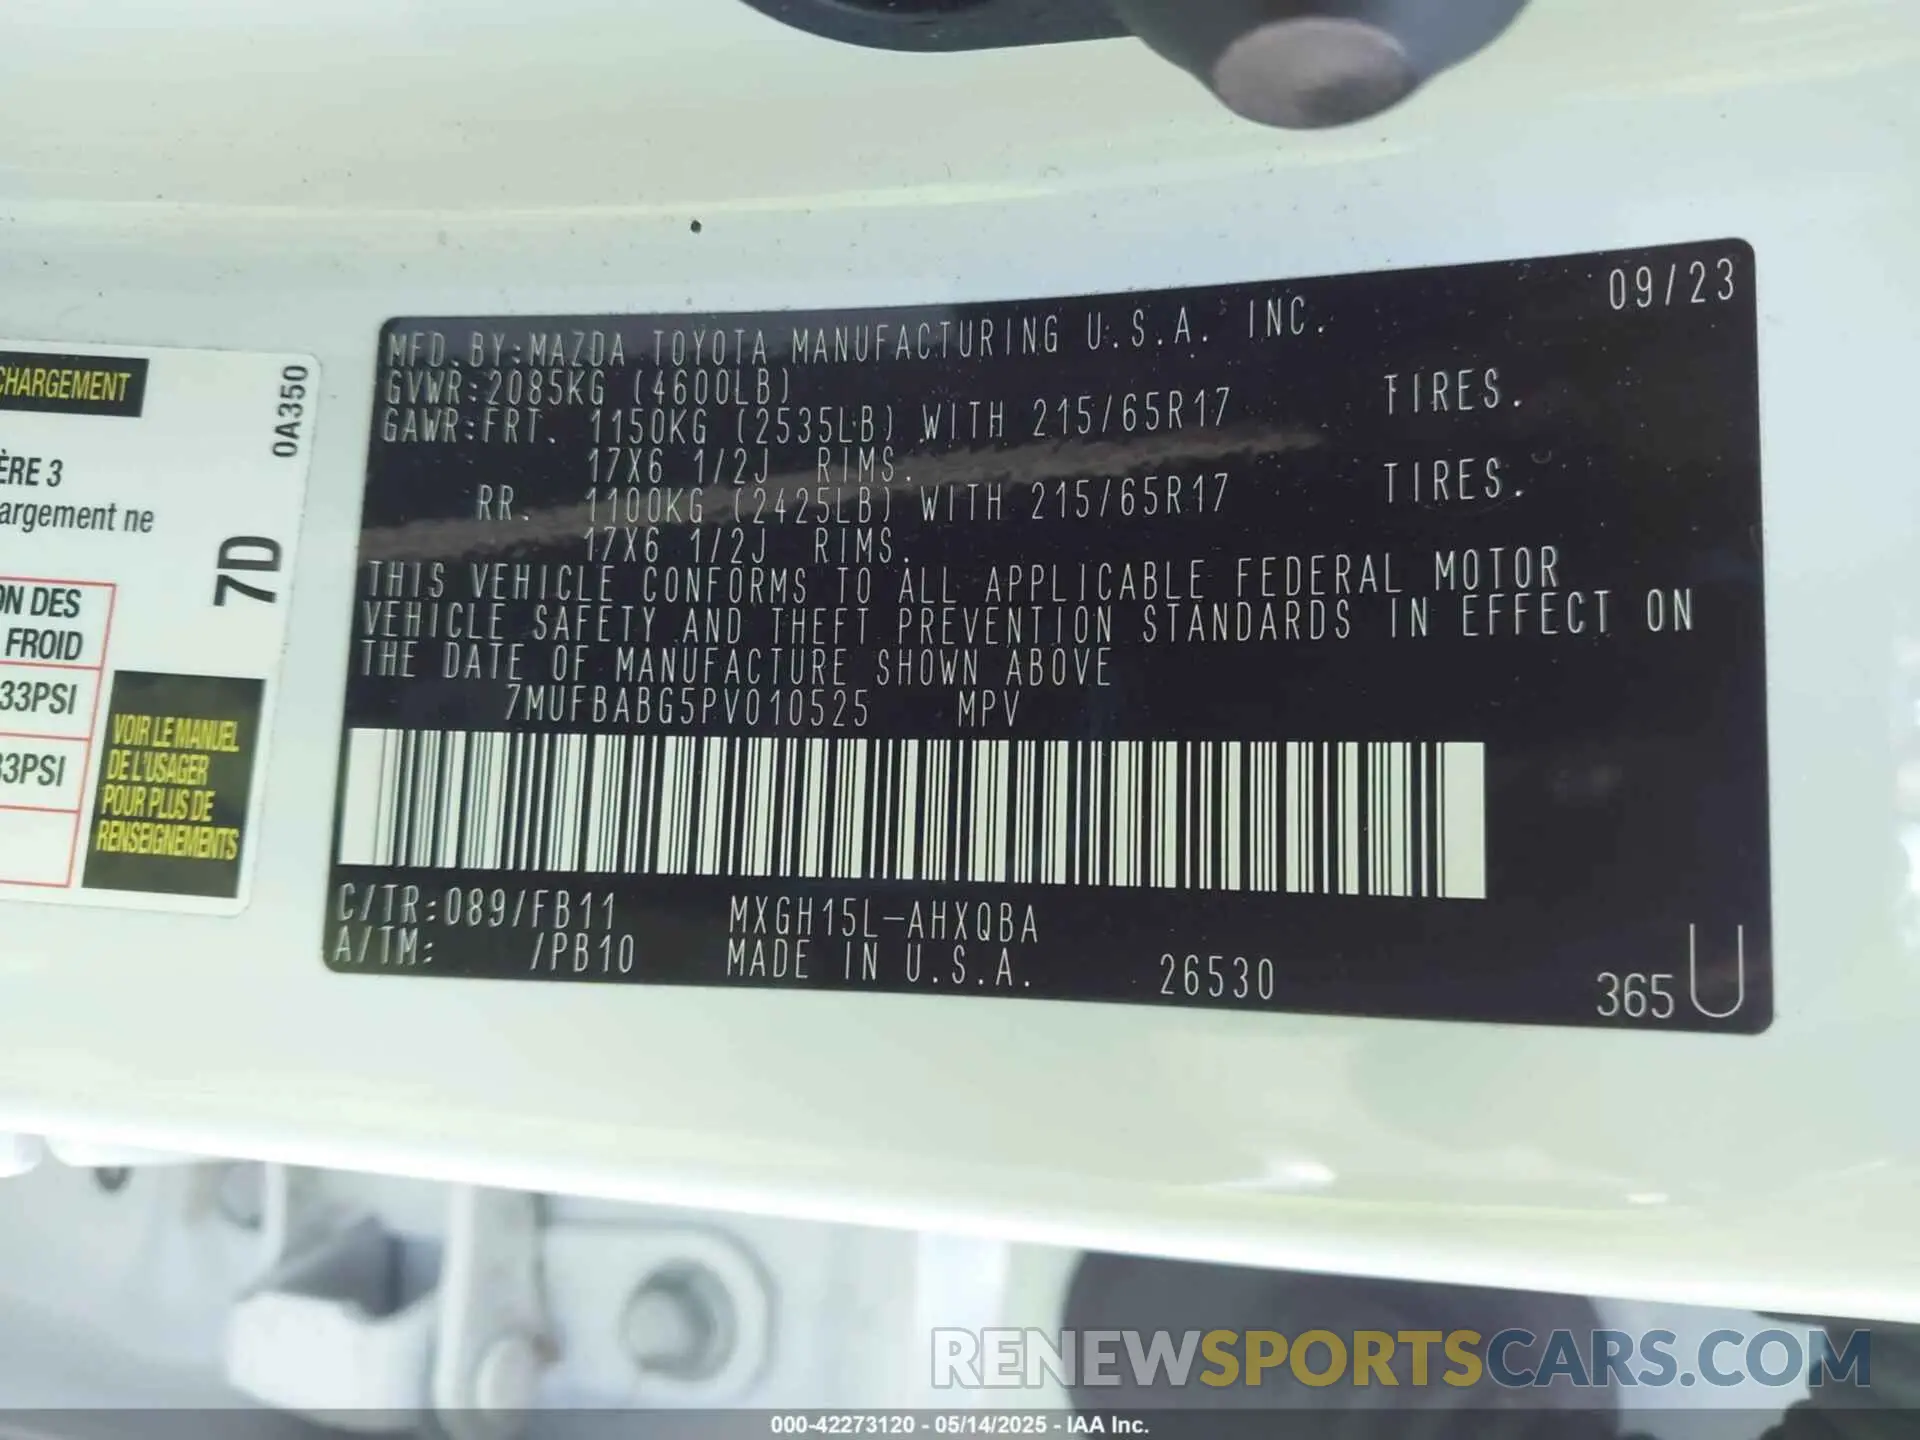 CHARGEMENT
0A350
ÈRE 3
argement ne
7D
ON DES
FROID
33PSI
33PSI
VOIR LE MANUEL
DE L'USAGER
POUR PLUS DE
RENSEIGNEMENTS
09/23
MFD.BY:MAZDA TOYOTA MANUFACTURING U.S.A. INC.
GVWR:2085KG (4600LB)
GAWR:FRT. 1150KG (2535LB) WITH 215/65R17 TIRES.
17X6 1/2J RIMS.
RR. 1100KG (2425LB) WITH 215/65R17 TIRES.
17X6 1/2J RIMS.
THIS VEHICLE CONFORMS TO ALL APPLICABLE FEDERAL MOTOR
VEHICLE SAFETY AND THEFT PREVENTION STANDARDS IN EFFECT ON
THE DATE OF MANUFACTURE SHOWN ABOVE
7MUFBABG5PV010525 MPV
C/TR:089/FB11 MXGH15L-AHXQBA
A/TM: /PB10 MADE IN U.S.A. 26530
365 U
RENEWSPORTSCARS.COM
000-42273120 - 05/14/2025 - IAA Inc.